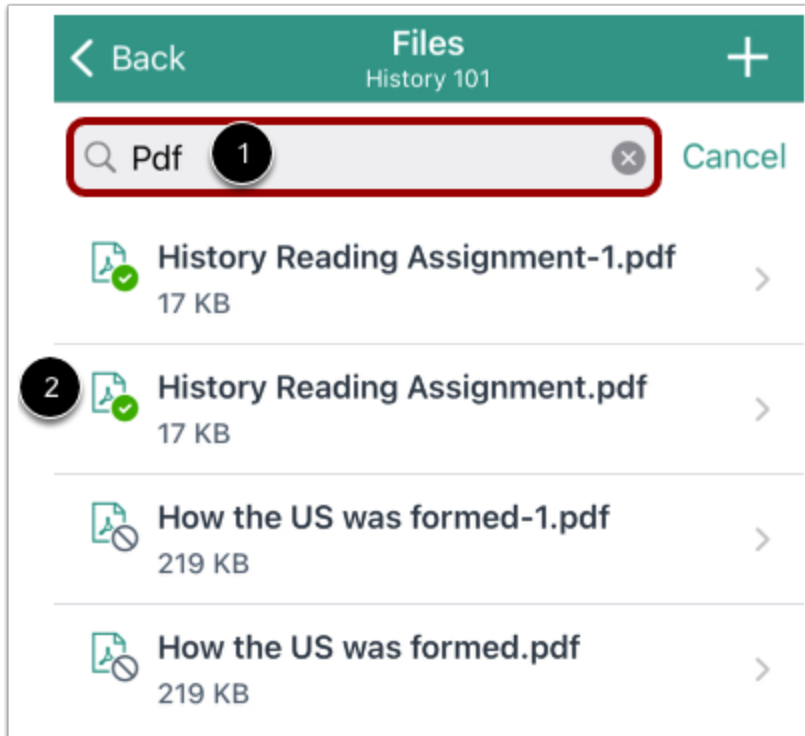 Back
Files
History 101
Pdf
1
Cancel
History Reading Assignment-1.pdf
17 KB
2
History Reading Assignment.pdf
17 KB
How the US was formed-1.pdf
219 KB
How the US was formed.pdf
219 KB